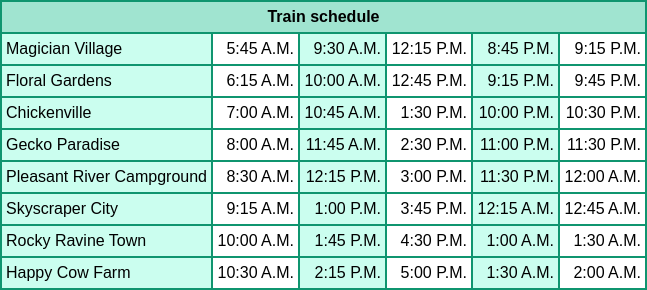 Train schedule
Magician Village 5:45 A.M. 9:30 A.M. 12:15 P.M. 8:45 P.M. 9:15 P.M.
Floral Gardens 6:15 A.M. 10:00 A.M. 12:45 P.M. 9:15 P.M. 9:45 P.M.
Chickenville 7:00 A.M. 10:45 A.M. 1:30 P.M. 10:00 P.M. 10:30 P.M.
Gecko Paradise 8:00 A.M. 11:45 A.M. 2:30 P.M. 11:00 P.M. 11:30 P.M.
Pleasant River Campground 8:30 A.M. 12:15 P.M. 3:00 P.M. 11:30 P.M. 12:00 A.M.
Skyscraper City 9:15 A.M. 1:00 P.M. 3:45 P.M. 12:15 A.M. 12:45 A.M.
Rocky Ravine Town 10:00 A.M. 1:45 P.M. 4:30 P.M. 1:00 A.M. 1:30 A.M.
Happy Cow Farm 10:30 A.M. 2:15 P.M. 5:00 P.M. 1:30 A.M. 2:00 A.M.